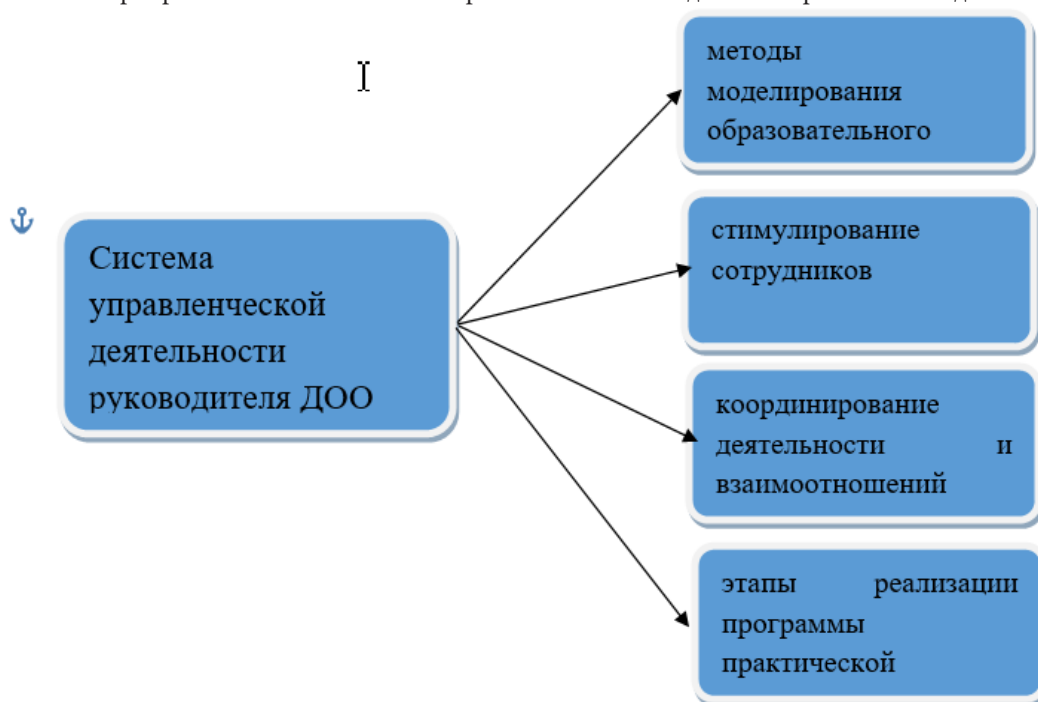 Система
управленческой
деятельности
руководителя ДОО
методы
моделирования
образовательного
стимулирование
сотрудников
координирование
деятельности и
взаимоотношений
этапы реализации
программы
практической